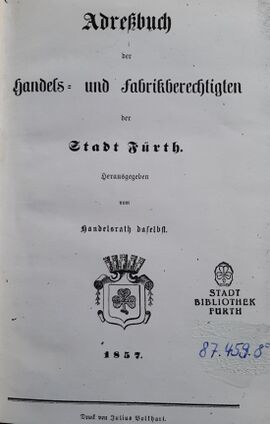 Adreßbuch
der
Handels- und Fabrikberechtigten
der
Stadt Fürth.
Herausgegeben
vom
Handelsrath daselbst.
STADT
BIBLIOTHEK
FÜRTH
1857.
87.459.8°
Druck von Julius Volkhart.